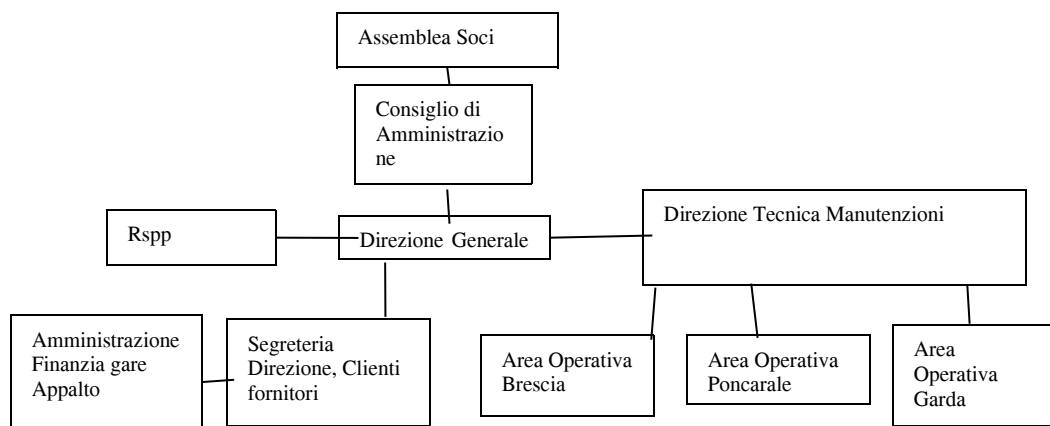 Assemblea Soci
Consiglio di
Amministrazio
ne
Rspp
Direzione Generale
Direzione Tecnica Manutenzioni
Amministrazione
Finanzia gare
Appalto
Segreteria
Direzione, Clienti
fornitori
Area Operativa
Brescia
Area Operativa
Poncarale
Area
Operativa
Garda